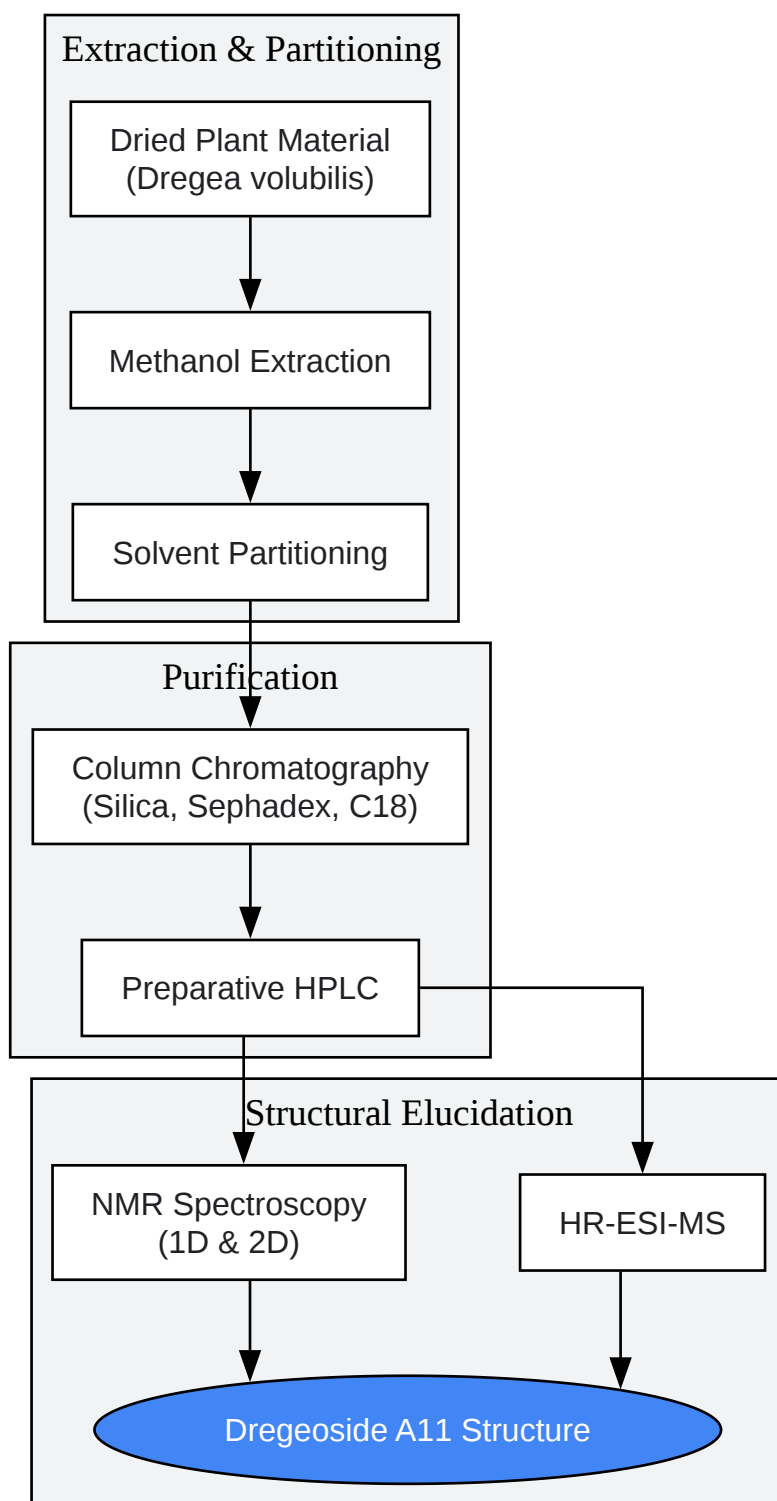 Extraction & Partitioning
Dried Plant Material
(Dregea volubilis)
Methanol Extraction
Solvent Partitioning
Purification
Column Chromatography
(Silica, Sephadex, C18)
Preparative HPLC
Structural Elucidation
NMR Spectroscopy
(1D & 2D)
HR-ESI-MS
Dregeoside A11 Structure